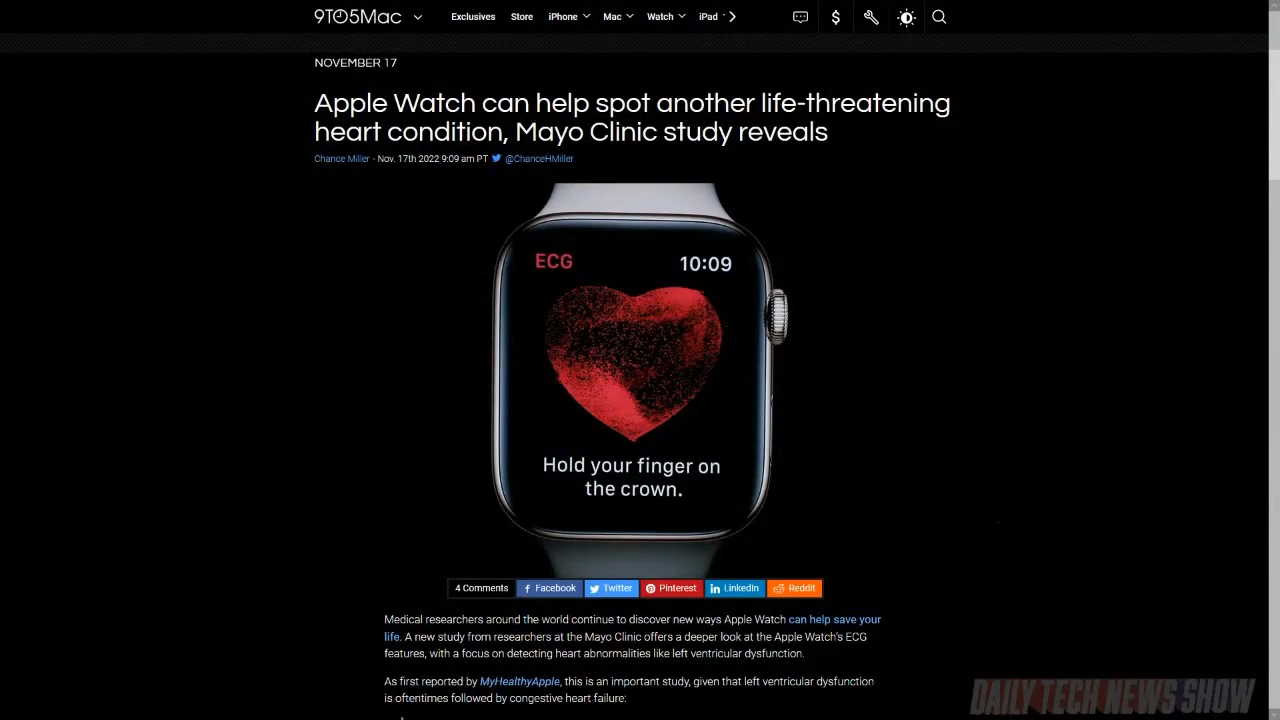 9TO5Mac
Exclusives Store iPhone Mac Watch iPad
NOVEMBER 17
Apple Watch can help spot another life-threatening
heart condition, Mayo Clinic study reveals
Chance Miller - Nov. 17th 2022 9:09 am PT @ChanceHMiller
ECG 10:09
Hold your finger on
the crown.
4 Comments Facebook Twitter Pinterest LinkedIn Reddit
Medical researchers around the world continue to discover new ways Apple Watch can help save your
life. A new study from researchers at the Mayo Clinic offers a deeper look at the Apple Watch's ECG
features, with a focus on detecting heart abnormalities like left ventricular dysfunction.
As first reported by MyHealthyApple, this is an important study, given that left ventricular dysfunction
is oftentimes followed by congestive heart failure:
DAILY TECH NEWS SHOW